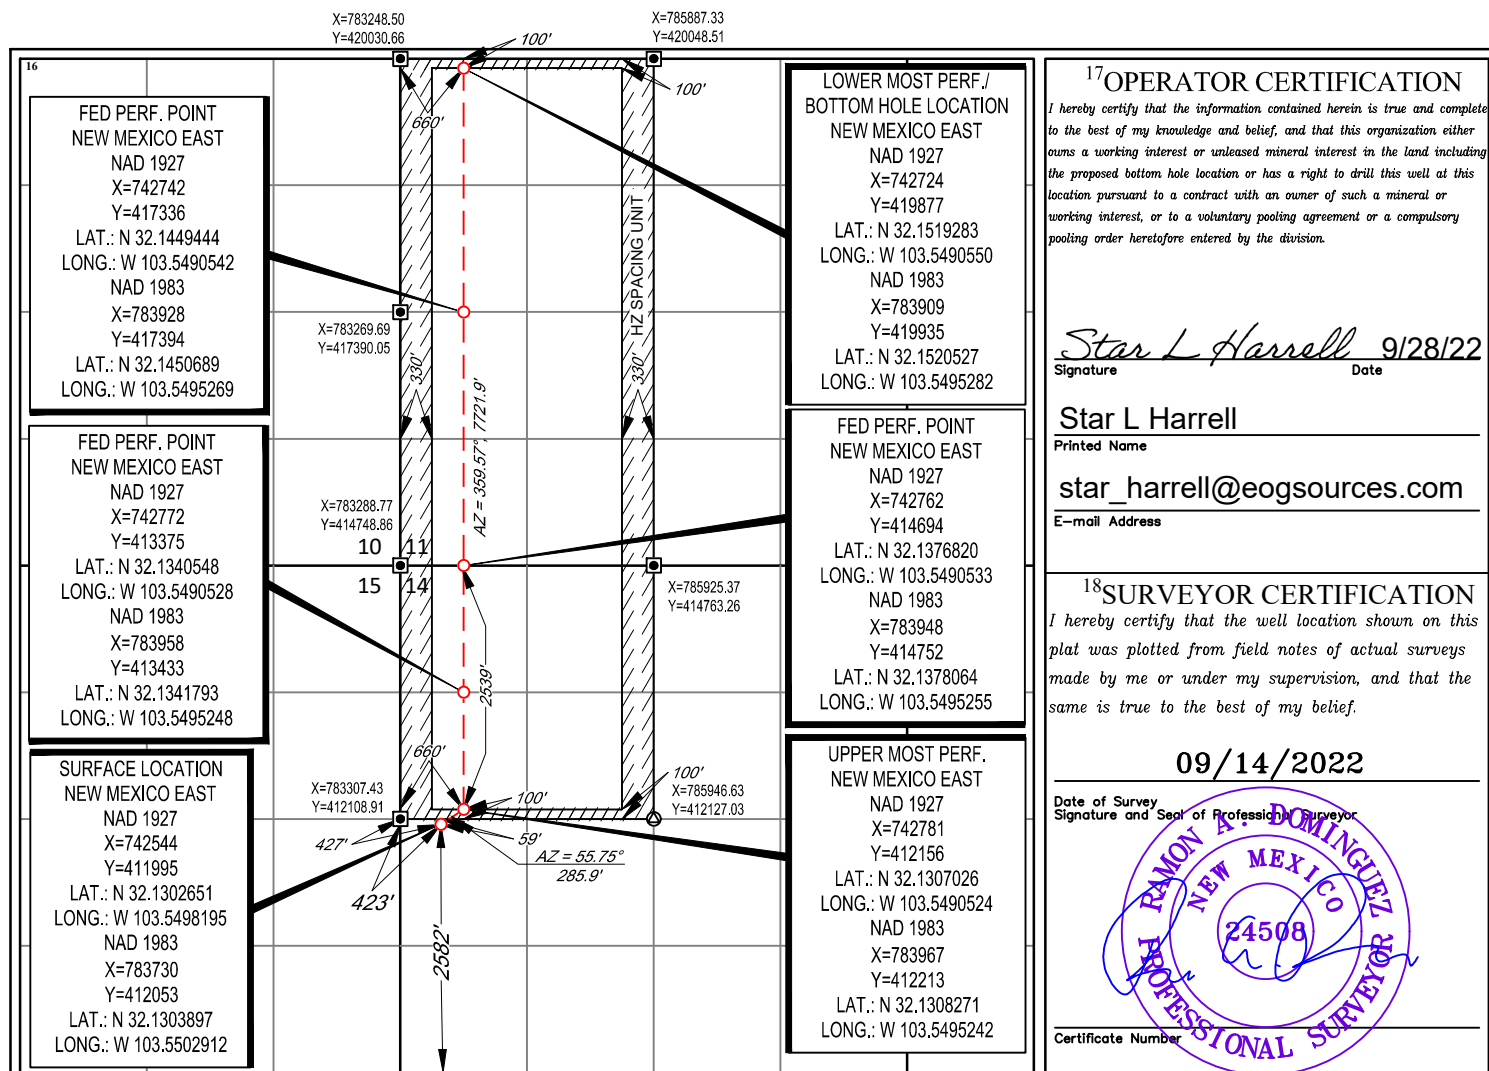 X=783248.50
Y=420030.66
X=785887.33
Y=420048.51
100'
16
100'
660'
FED PERF. POINT
NEW MEXICO EAST
NAD 1927
X=742742
Y=417336
LAT.: N 32.1449444
LONG.: W 103.5490542
NAD 1983
X=783928
Y=417394
LAT.: N 32.1450689
LONG.: W 103.5495269
LOWER MOST PERF./
BOTTOM HOLE LOCATION
NEW MEXICO EAST
NAD 1927
X=742724
Y=419877
LAT.: N 32.1519283
LONG.: W 103.5490550
NAD 1983
X=783909
Y=419935
LAT.: N 32.1520527
LONG.: W 103.5495282
HZ SPACING UNIT
X=783269.69
Y=417390.05
330'
330'
AZ = 359.57°, 7721.9'
FED PERF. POINT
NEW MEXICO EAST
NAD 1927
X=742772
Y=413375
LAT.: N 32.1340548
LONG.: W 103.5490528
NAD 1983
X=783958
Y=413433
LAT.: N 32.1341793
LONG.: W 103.5495248
FED PERF. POINT
NEW MEXICO EAST
NAD 1927
X=742762
Y=414694
LAT.: N 32.1376820
LONG.: W 103.5490533
NAD 1983
X=783948
Y=414752
LAT.: N 32.1378064
LONG.: W 103.5495255
X=783288.77
Y=414748.86
10 11
15 14
X=785925.37
Y=414763.26
2539'
660'
SURFACE LOCATION
NEW MEXICO EAST
NAD 1927
X=742544
Y=411995
LAT.: N 32.1302651
LONG.: W 103.5498195
NAD 1983
X=783730
Y=412053
LAT.: N 32.1303897
LONG.: W 103.5502912
UPPER MOST PERF.
NEW MEXICO EAST
NAD 1927
X=742781
Y=412156
LAT.: N 32.1307026
LONG.: W 103.5490524
NAD 1983
X=783967
Y=412213
LAT.: N 32.1308271
LONG.: W 103.5495242
X=783307.43
Y=412108.91
100'
100'
X=785946.63
Y=412127.03
427'
59'
AZ = 55.75°
285.9'
423'
2582'
17 OPERATOR CERTIFICATION
I hereby certify that the information contained herein is true and complete
to the best of my knowledge and belief, and that this organization either
owns a working interest or unleased mineral interest in the land including
the proposed bottom hole location or has a right to drill this well at this
location pursuant to a contract with an owner of such a mineral or
working interest, or to a voluntary pooling agreement or a compulsory
pooling order heretofore entered by the division.
Star L Harrell 9/28/22
Signature Date
Star L Harrell
Printed Name
star_harrell@eogsources.com
E-mail Address
18 SURVEYOR CERTIFICATION
I hereby certify that the well location shown on this
plat was plotted from field notes of actual surveys
made by me or under my supervision, and that the
same is true to the best of my belief.
09/14/2022
Date of Survey
Signature and Seal of Professional Surveyor
RAMON A. DOMINGUEZ
NEW MEXICO
24508
PROFESSIONAL SURVEYOR
Certificate Number